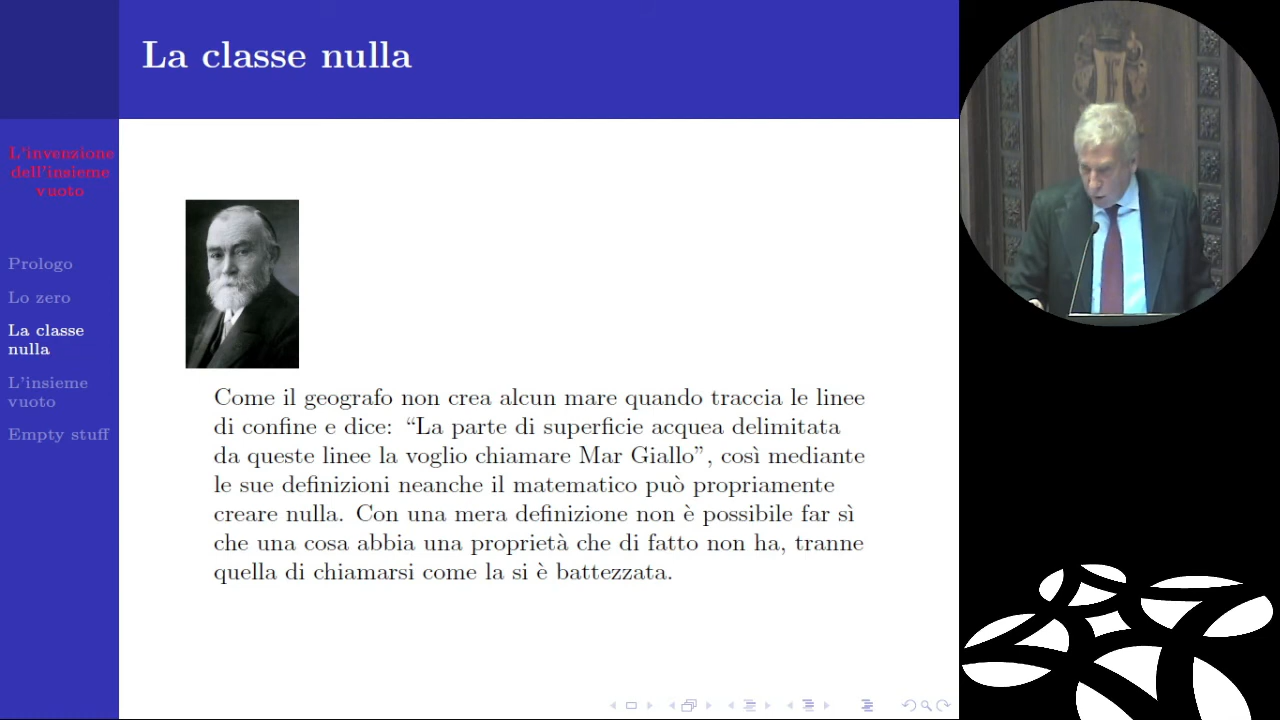 La classe nulla
L'invenzione
dell'insieme
vuoto
Prologo
Lo zero
La classe
nulla
L'insieme
vuoto
Empty stuff
Come il geografo non crea alcun mare quando traccia le linee
di confine e dice: “La parte di superficie acquea delimitata
da queste linee la voglio chiamare Mar Giallo”, così mediante
le sue definizioni neanche il matematico può propriamente
creare nulla. Con una mera definizione non è possibile far sì
che una cosa abbia una proprietà che di fatto non ha, tranne
quella di chiamarsi come la si è battezzata.